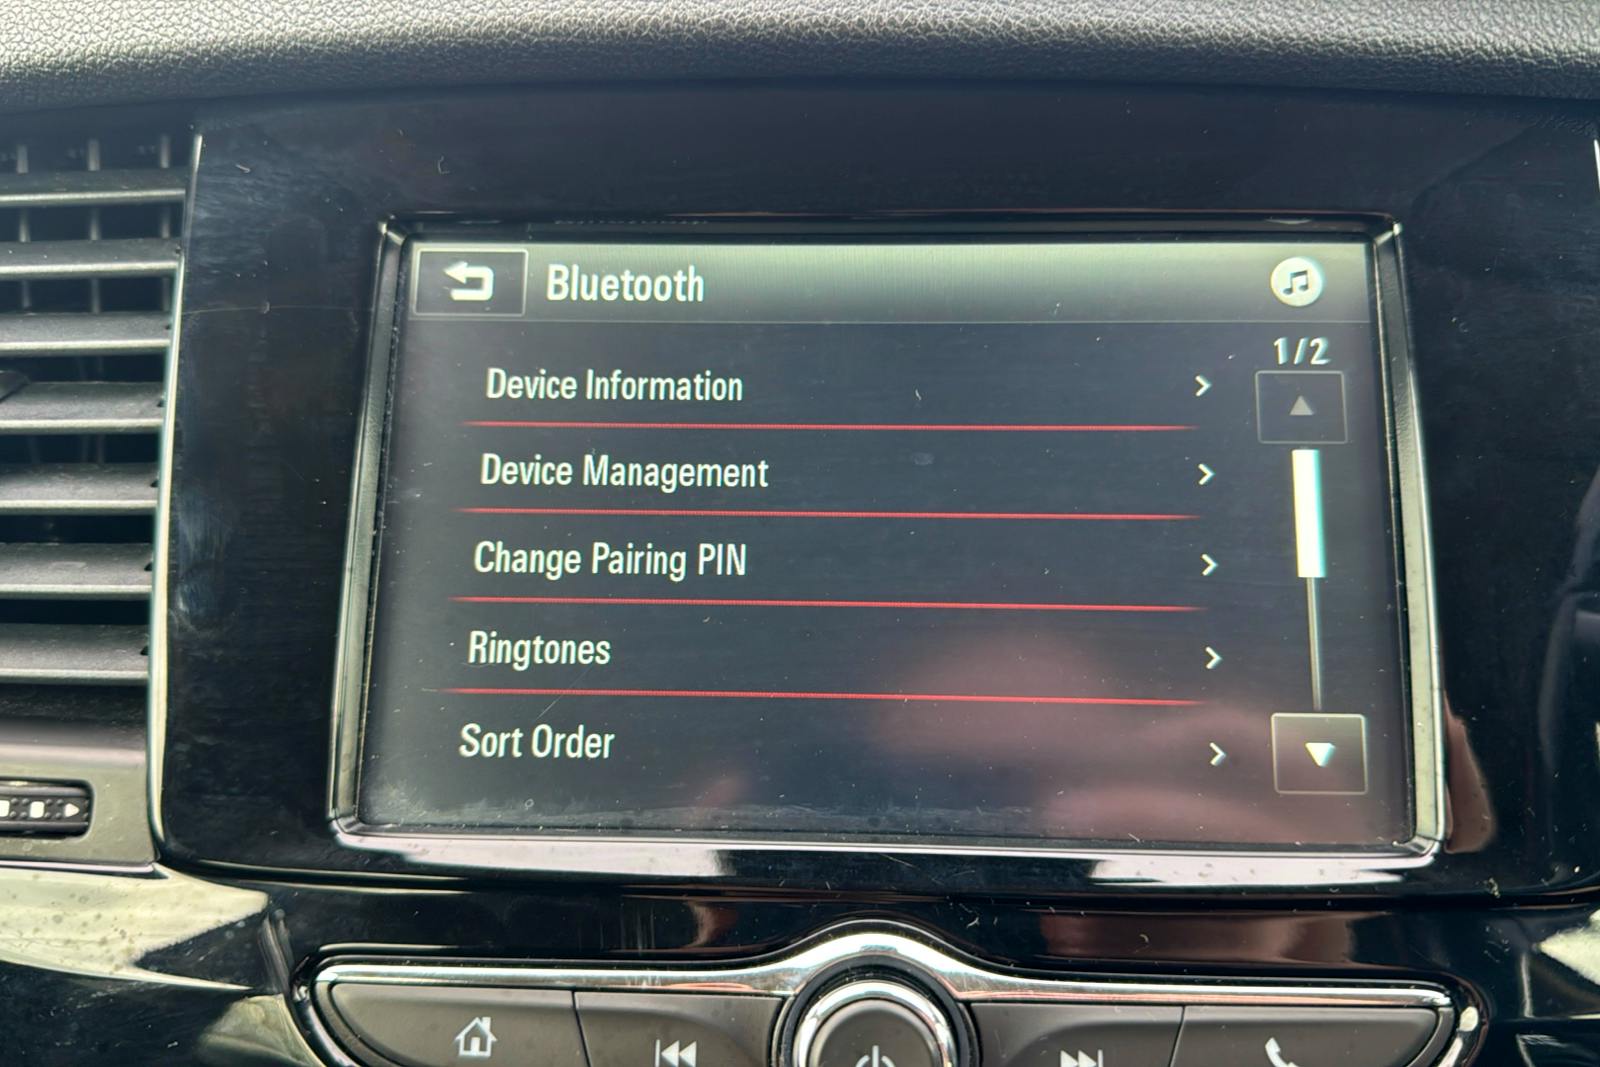 Bluetooth
1/2
Device Information
Device Management
Change Pairing PIN
Ringtones
Sort Order